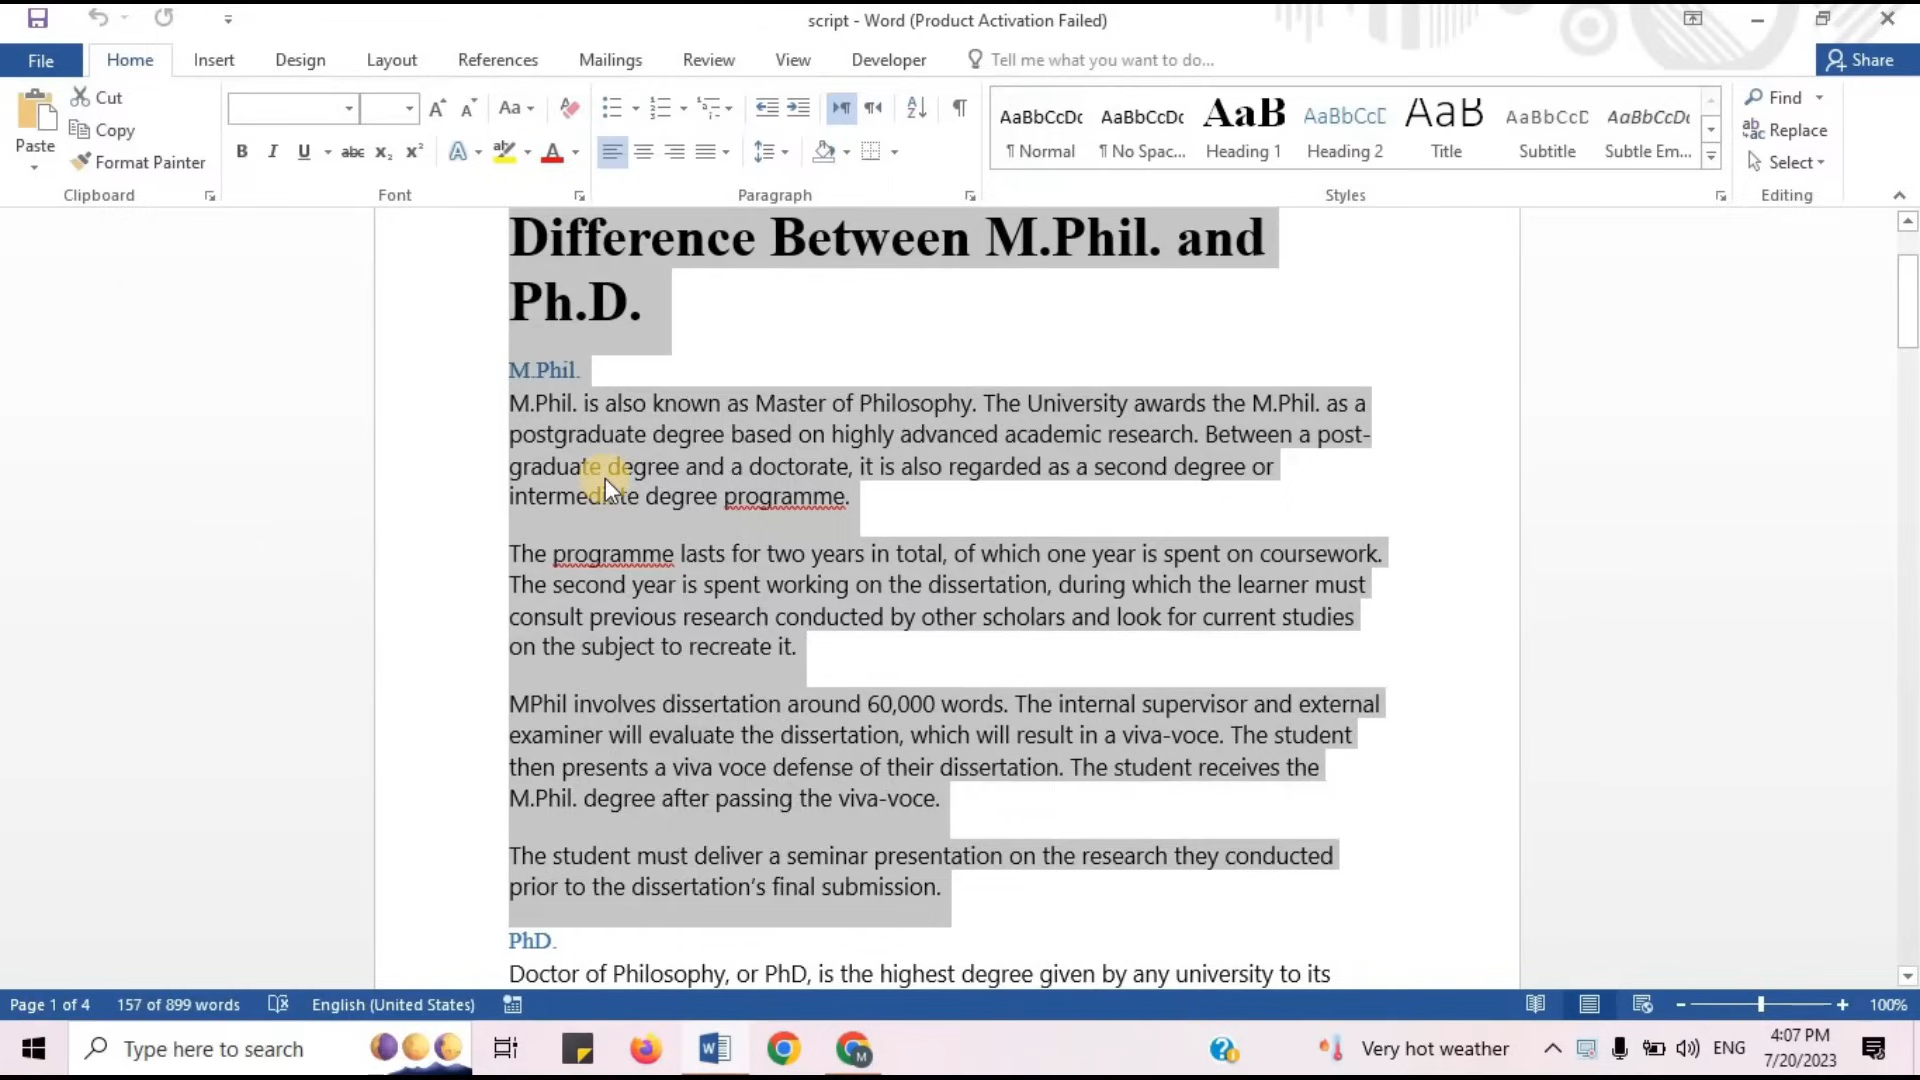 script - Word (Product Activation Failed)
File Home Insert Design Layout References Mailings Review View Developer Tell me what you want to do... Share
Paste
Cut
Copy
Format Painter
Clipboard
Aa
B I U abc X₂ X²
Font
Paragraph
AaBbCcDc AaBbCcDc AaB AaBbCcD AaB AaBbCcD AaBbCcDc
¶ Normal ¶ No Spac... Heading 1 Heading 2 Title Subtitle Subtle Em...
Styles
Find
Replace
Select
Editing
Difference Between M.Phil. and
Ph.D.
M.Phil.
M.Phil. is also known as Master of Philosophy. The University awards the M.Phil. as a
postgraduate degree based on highly advanced academic research. Between a post-
graduate degree and a doctorate, it is also regarded as a second degree or
intermediate degree programme.
The programme lasts for two years in total, of which one year is spent on coursework.
The second year is spent working on the dissertation, during which the learner must
consult previous research conducted by other scholars and look for current studies
on the subject to recreate it.
MPhil involves dissertation around 60,000 words. The internal supervisor and external
examiner will evaluate the dissertation, which will result in a viva-voce. The student
then presents a viva voce defense of their dissertation. The student receives the
M.Phil. degree after passing the viva-voce.
The student must deliver a seminar presentation on the research they conducted
prior to the dissertation’s final submission.
PhD.
Doctor of Philosophy, or PhD, is the highest degree given by any university to its
Page 1 of 4 157 of 899 words English (United States) 100%
Type here to search Very hot weather ENG 4:07 PM
7/20/2023